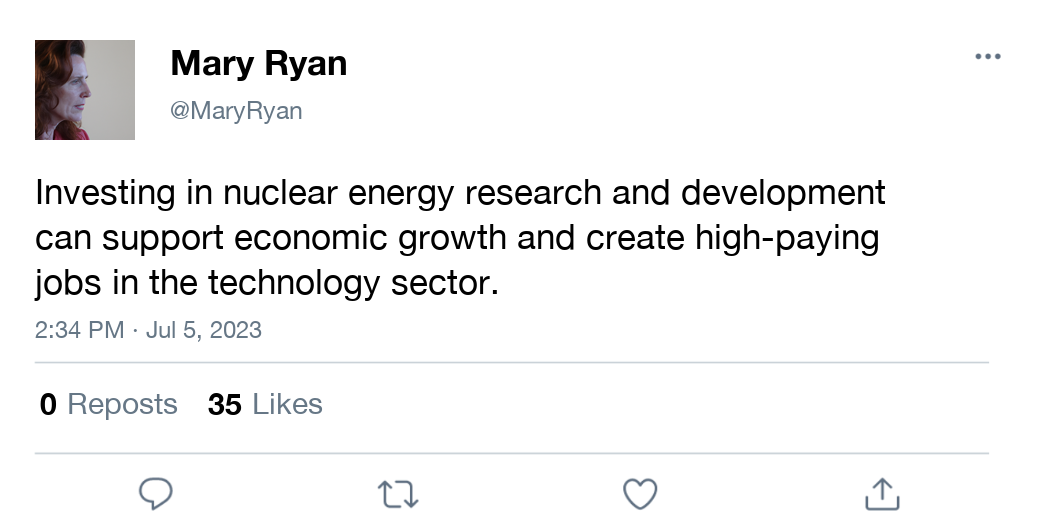 Mary Ryan
@MaryRyan
Investing in nuclear energy research and development
can support economic growth and create high-paying
jobs in the technology sector.
2:34 PM · Jul 5, 2023
0 Reposts 35 Likes